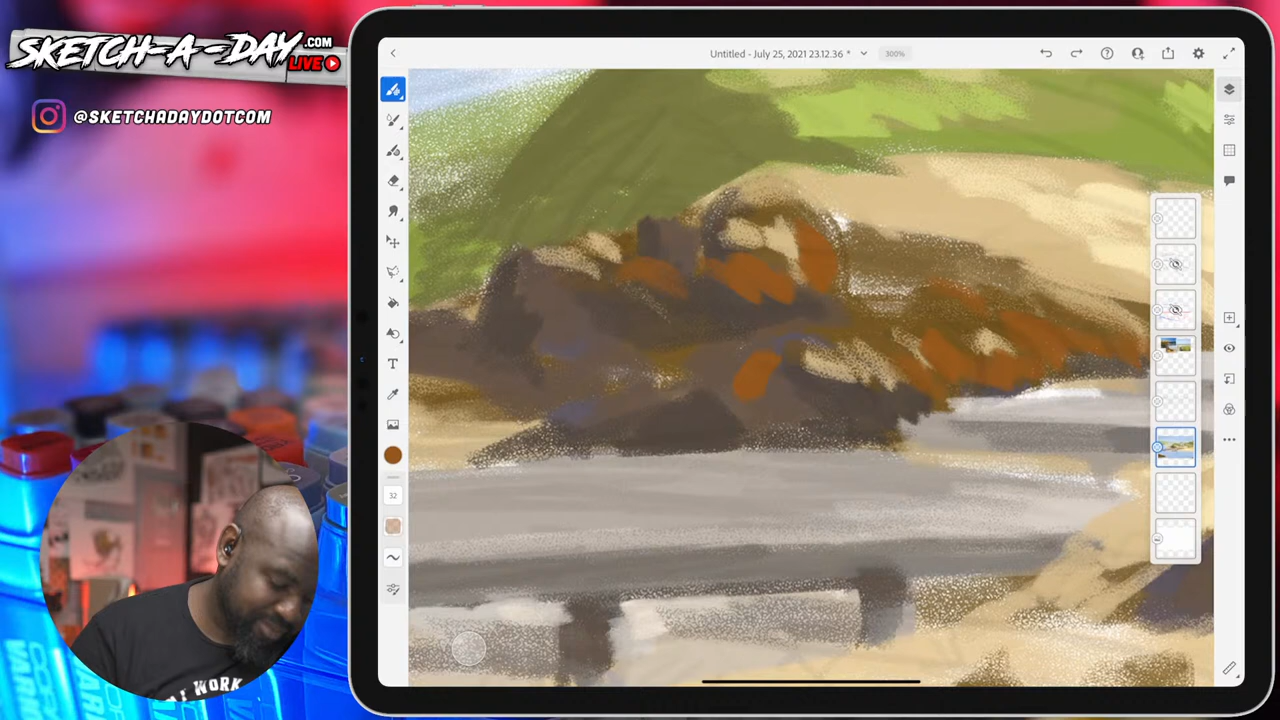 SKETCH-A-DAY.COM
LIVE
@SKETCHADAYDOTCOM
Untitled - July 25, 2021 23.12.36 *
300%
T
32
WORK